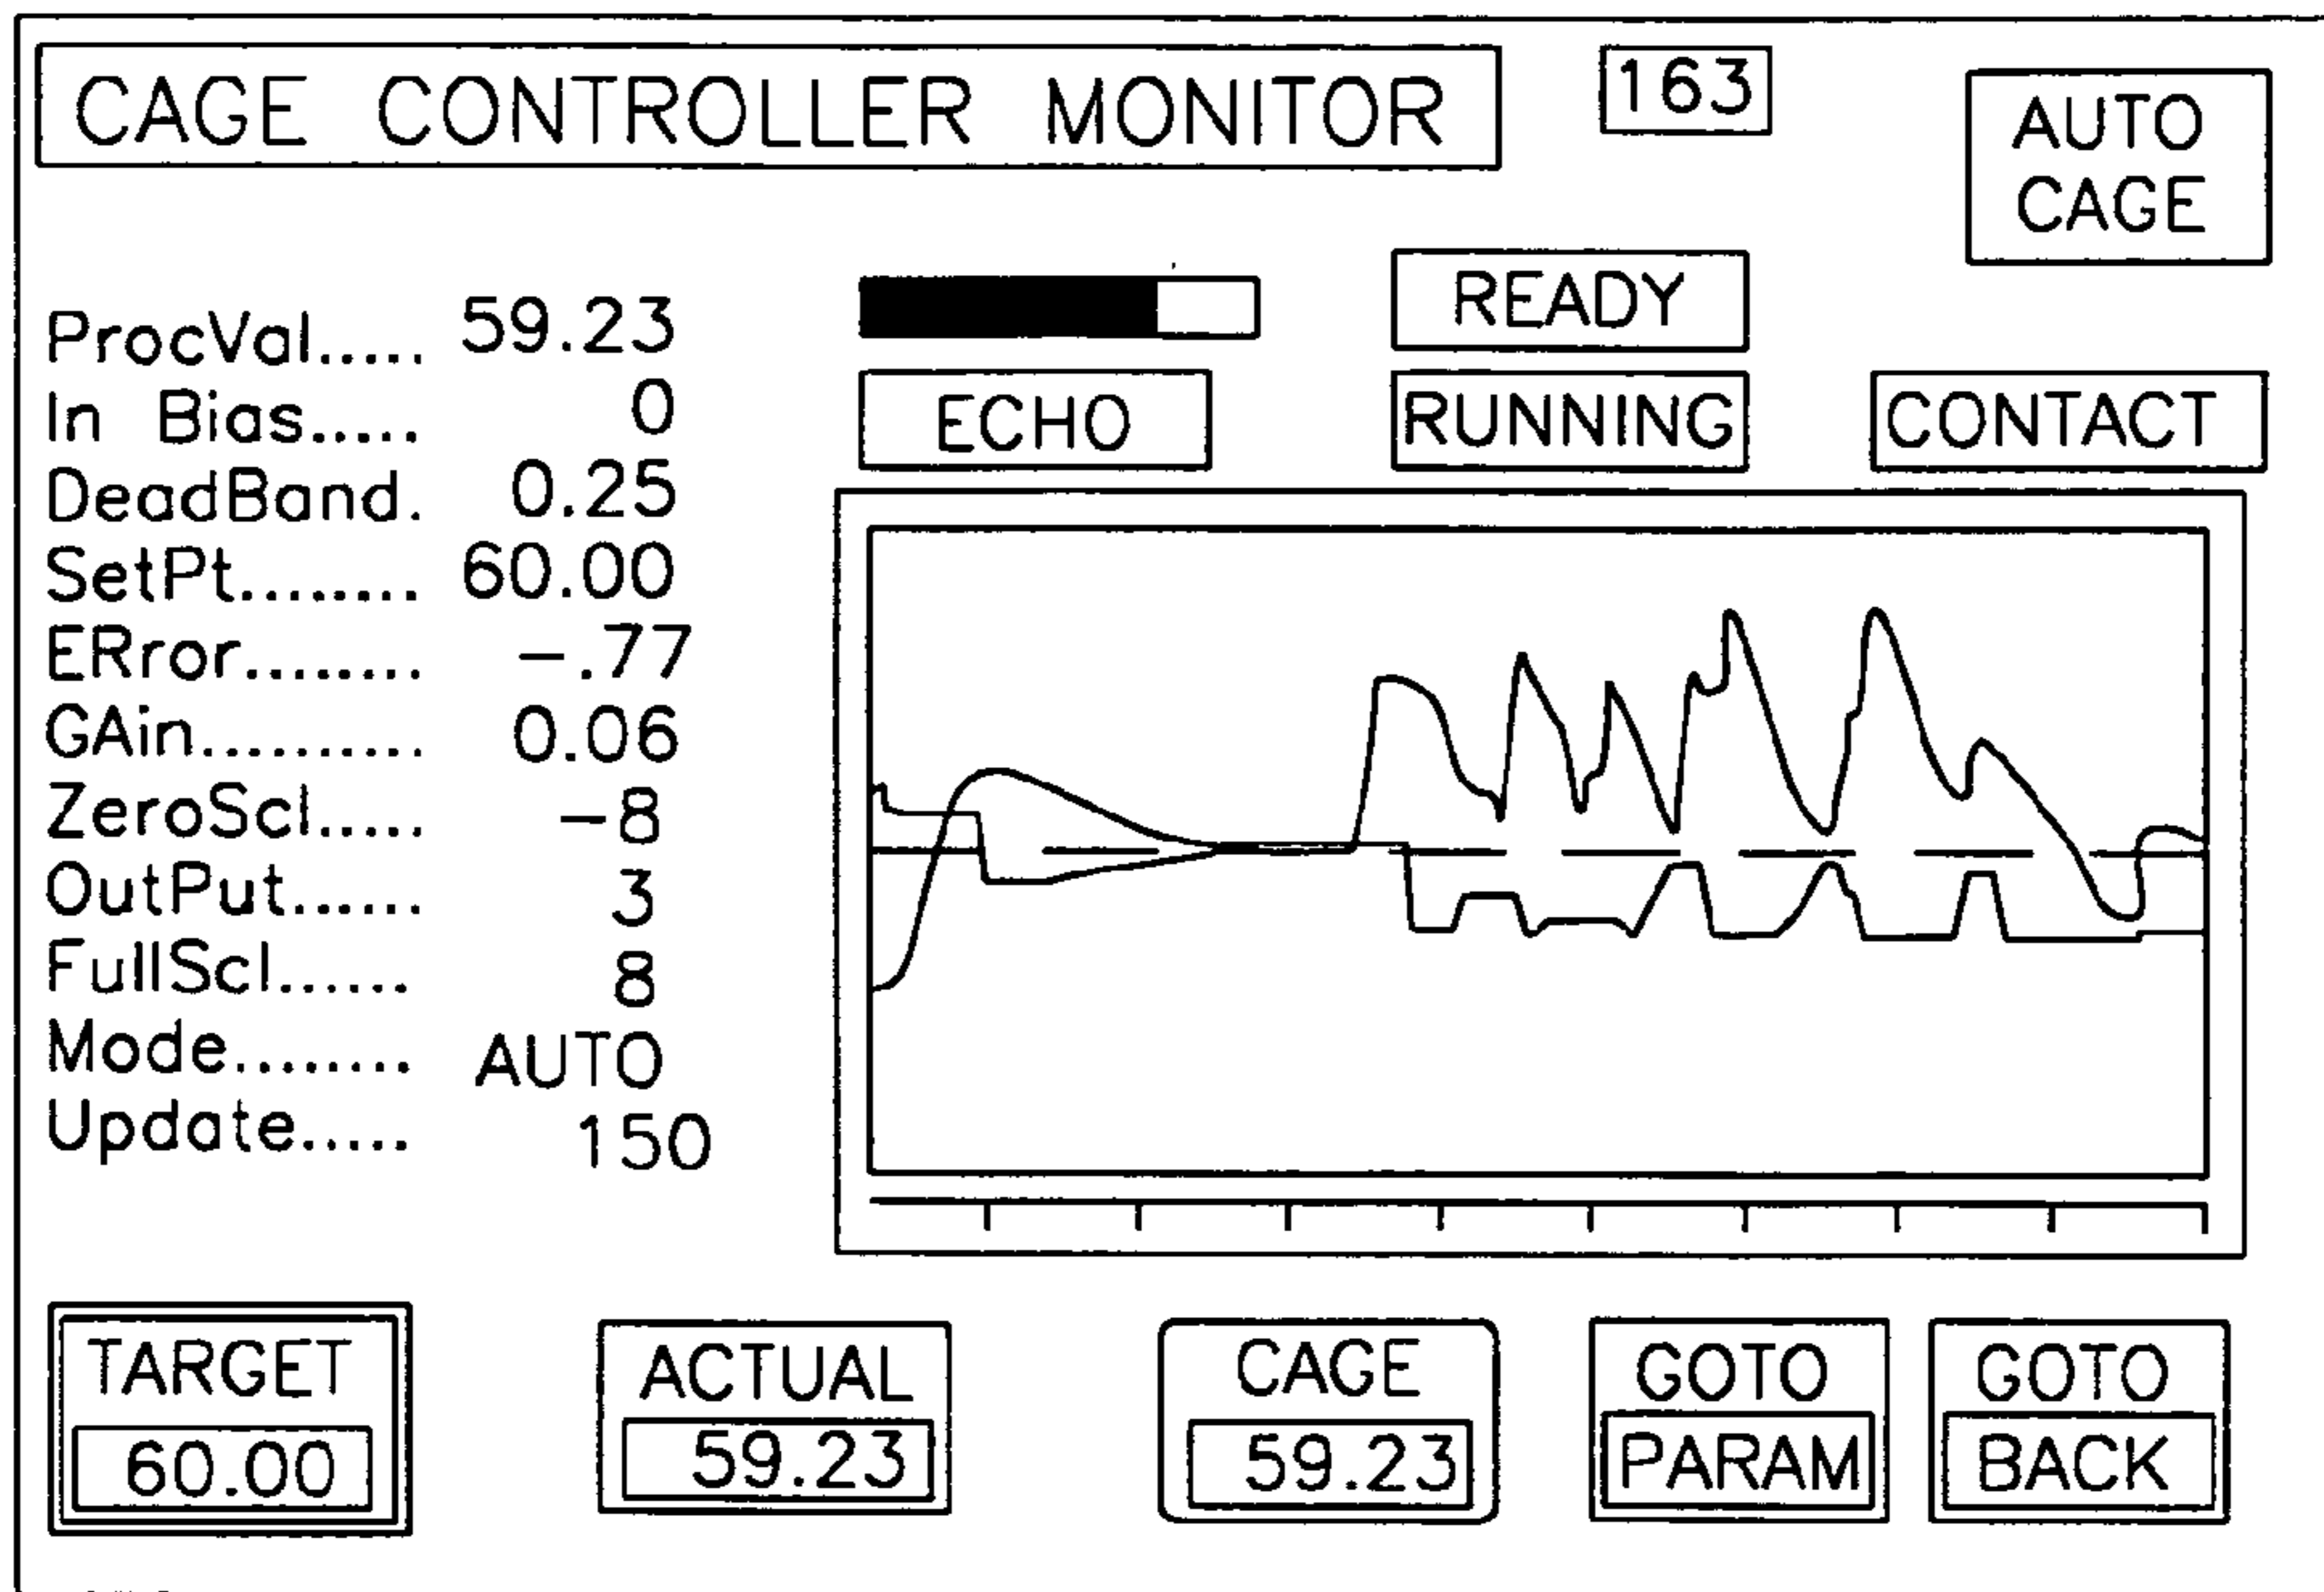 CAGE CONTROLLER MONITOR
163
AUTO
CAGE
READY
ProcVal..... 59.23
In Bias..... 0
ECHO
RUNNING
CONTACT
DeadBand. 0.25
SetPt........ 60.00
ERror........ -.77
GAin.......... 0.06
ZeroScl..... -8
OutPut...... 3
FullScl...... 8
Mode........ AUTO
Update..... 150
TARGET
60.00
ACTUAL
59.23
CAGE
59.23
GOTO
PARAM
GOTO
BACK